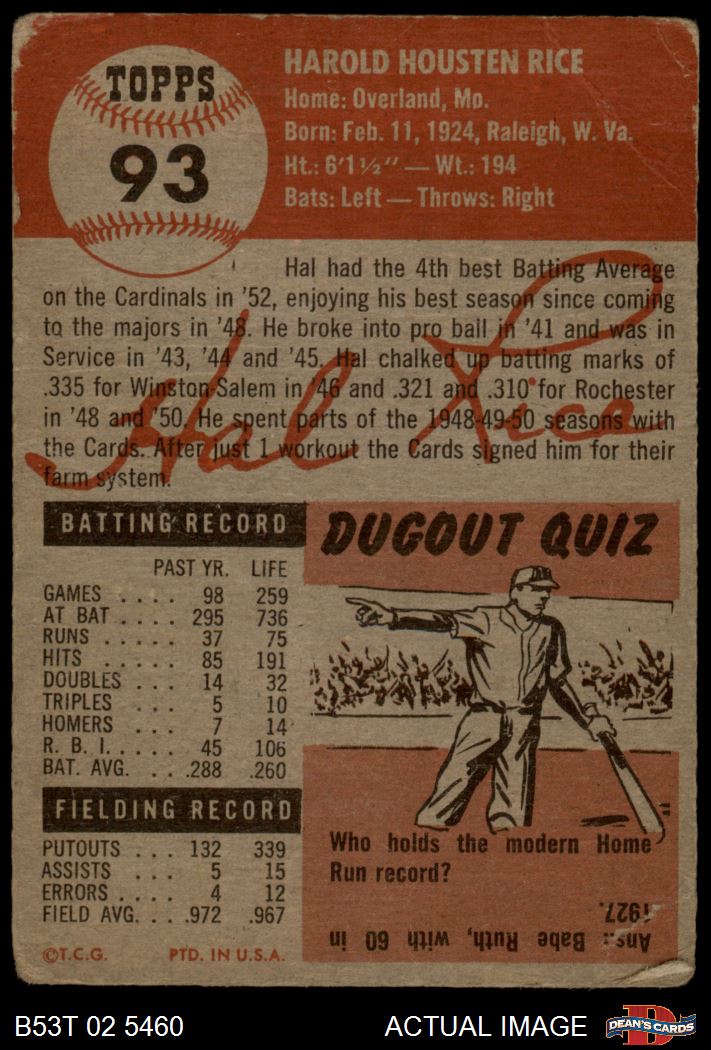 TOPPS
93
HAROLD HOUSTEN RICE
Home: Overland, Mo.
Born: Feb. 11, 1924, Raleigh, W. Va.
Ht.: 6'1½" — Wt.: 194
Bats: Left — Throws: Right
Hal had the 4th best Batting Average
on the Cardinals in '52, enjoying his best season since coming
to the majors in '48. He broke into pro ball in '41 and was in
Service in '43, '44 and '45. Hal chalked up batting marks of
.335 for Winston-Salem in '46 and .321 and .310 for Rochester
in '48 and '50. He spent parts of the 1948-49-50 seasons with
the Cards. After just 1 workout the Cards signed him for their
farm system.
Hal Rice
BATTING RECORD
PAST YR. LIFE
GAMES .... 98 259
AT BAT .... 295 736
RUNS ..... 37 75
HITS ..... 85 191
DOUBLES ... 14 32
TRIPLES ... 5 10
HOMERS ... 7 14
R. B. I. .... 45 106
BAT. AVG. ... .288 .260
FIELDING RECORD
PUTOUTS ... 132 339
ASSISTS ... 5 15
ERRORS .... 4 12
FIELD AVG. ... .972 .967
©T.C.G. PTD. IN U.S.A.
DUGOUT QUIZ
Who holds the modern Home
Run record?
Ans.: Babe Ruth, with 60 in
1927.
B53T 02 5460 ACTUAL IMAGE
D
DEAN'S CARDS